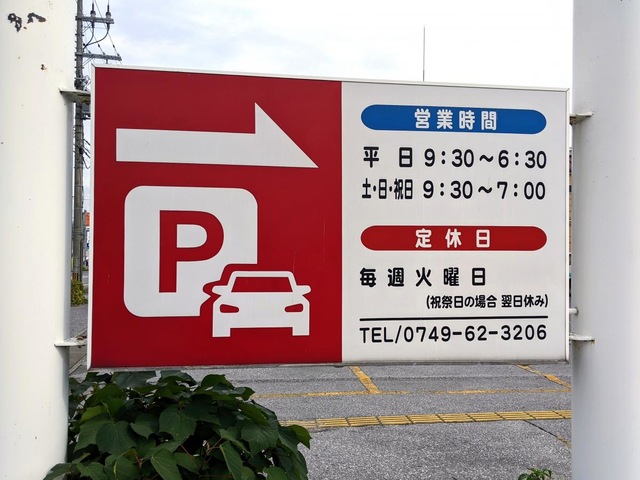 P
営業時間
平 日 9：30〜6：30
土・日・祝日 9：30〜7：00
定休日
毎週火曜日
(祝祭日の場合 翌日休み)
TEL/0749-62-3206